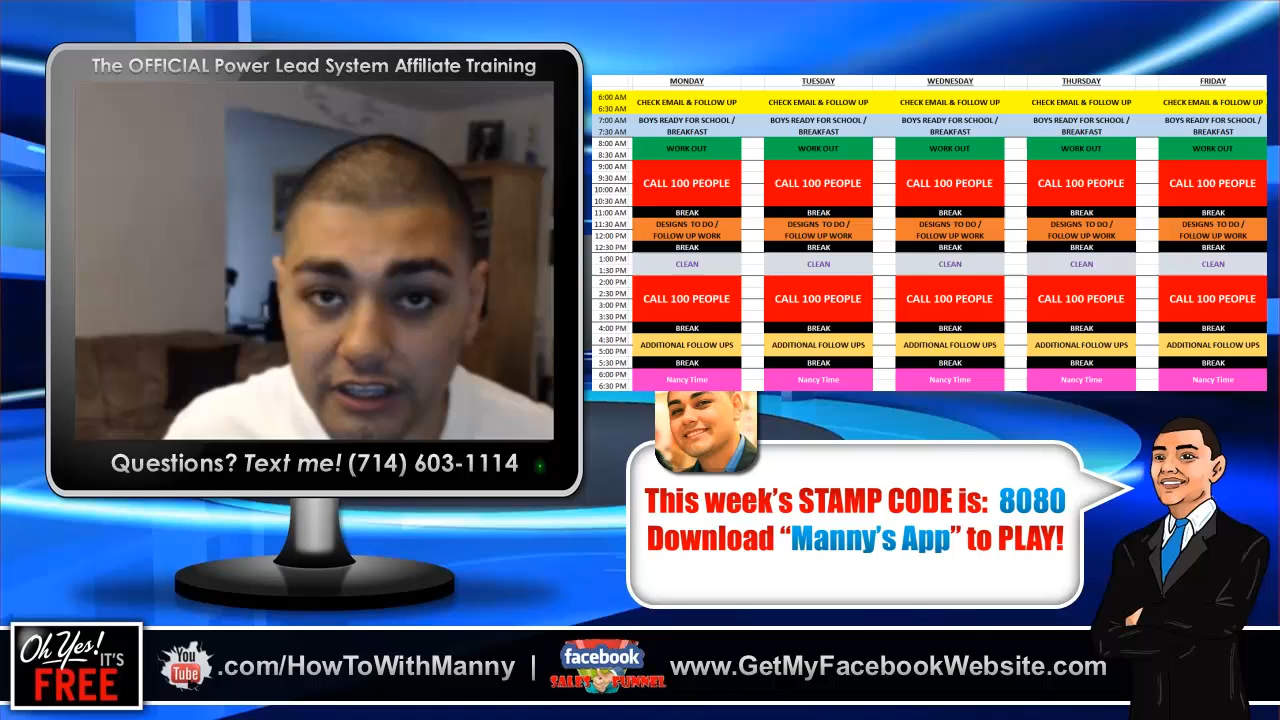 The OFFICIAL Power Lead System Affiliate Training
Questions? Text me! (714) 603-1114
MONDAY TUESDAY WEDNESDAY THURSDAY FRIDAY
6:00 AM
6:30 AM
CHECK EMAIL & FOLLOW UP CHECK EMAIL & FOLLOW UP CHECK EMAIL & FOLLOW UP CHECK EMAIL & FOLLOW UP CHECK EMAIL & FOLLOW UP
7:00 AM BOYS READY FOR SCHOOL / BOYS READY FOR SCHOOL / BOYS READY FOR SCHOOL / BOYS READY FOR SCHOOL / BOYS READY FOR SCHOOL /
7:30 AM BREAKFAST BREAKFAST BREAKFAST BREAKFAST BREAKFAST
8:00 AM WORK OUT WORK OUT WORK OUT WORK OUT WORK OUT
8:30 AM
9:00 AM
9:30 AM CALL 100 PEOPLE CALL 100 PEOPLE CALL 100 PEOPLE CALL 100 PEOPLE CALL 100 PEOPLE
10:00 AM
10:30 AM
11:00 AM BREAK BREAK BREAK BREAK BREAK
11:30 AM DESIGNS TO DO / DESIGNS TO DO / DESIGNS TO DO / DESIGNS TO DO / DESIGNS TO DO /
12:00 PM FOLLOW UP WORK FOLLOW UP WORK FOLLOW UP WORK FOLLOW UP WORK FOLLOW UP WORK
12:30 PM BREAK BREAK BREAK BREAK BREAK
1:00 PM CLEAN CLEAN CLEAN CLEAN CLEAN
1:30 PM
2:00 PM
2:30 PM CALL 100 PEOPLE CALL 100 PEOPLE CALL 100 PEOPLE CALL 100 PEOPLE CALL 100 PEOPLE
3:00 PM
3:30 PM
4:00 PM BREAK BREAK BREAK BREAK BREAK
4:30 PM ADDITIONAL FOLLOW UPS ADDITIONAL FOLLOW UPS ADDITIONAL FOLLOW UPS ADDITIONAL FOLLOW UPS ADDITIONAL FOLLOW UPS
5:00 PM
5:30 PM BREAK BREAK BREAK BREAK BREAK
6:00 PM Nancy Time Nancy Time Nancy Time Nancy Time Nancy Time
6:30 PM
This week's STAMP CODE is: 8080
Download "Manny's App" to PLAY!
Oh Yes!
IT'S
FREE
You
Tube
.com/HowToWithManny |
facebook
SALES FUNNEL
www.GetMyFacebookWebsite.com